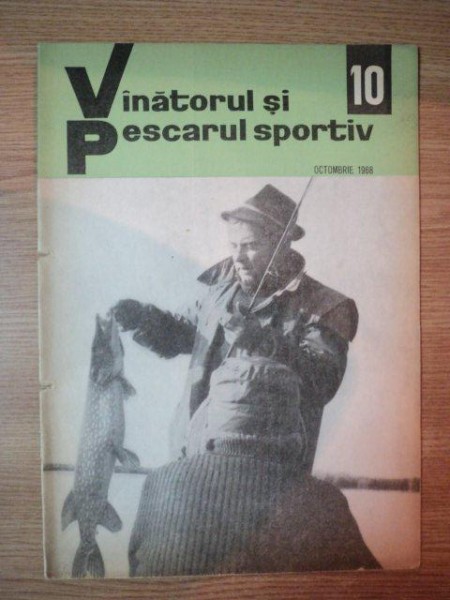 Vînătorul și
Pescarul sportiv
10
OCTOMBRIE 1968